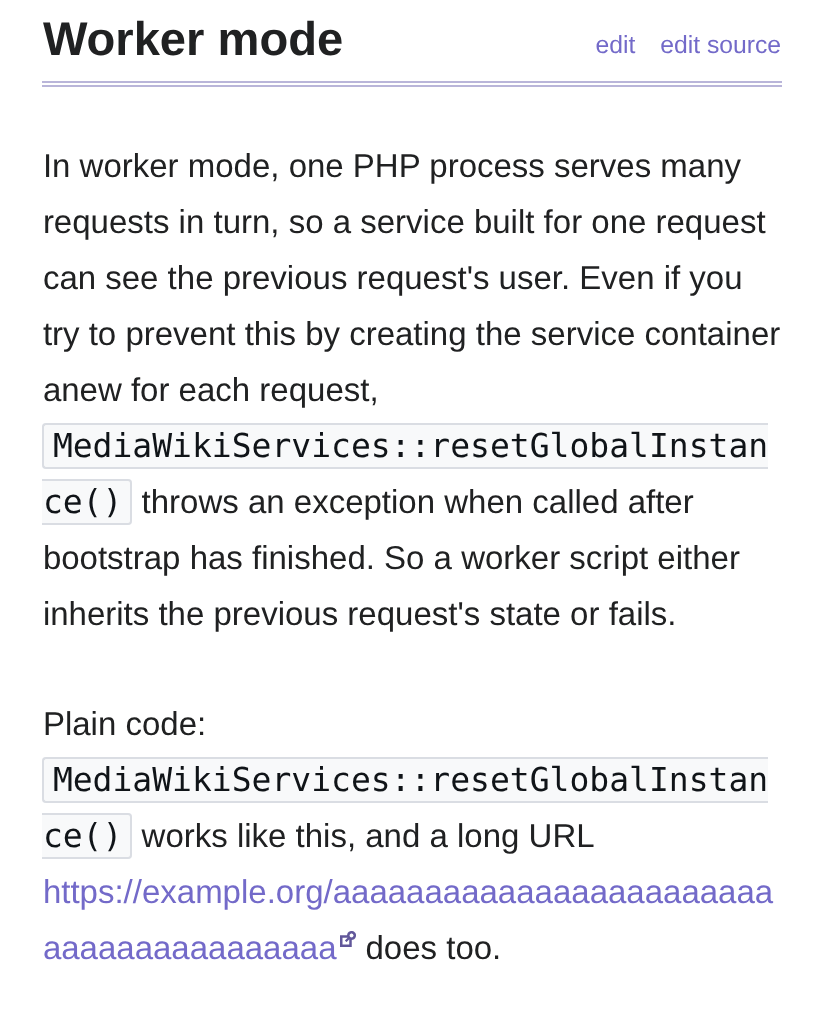 Worker mode
edit edit source
In worker mode, one PHP process serves many
requests in turn, so a service built for one request
can see the previous request's user. Even if you
try to prevent this by creating the service container
anew for each request,
MediaWikiServices::resetGlobalInstan
ce() throws an exception when called after
bootstrap has finished. So a worker script either
inherits the previous request's state or fails.
Plain code:
MediaWikiServices::resetGlobalInstan
ce() works like this, and a long URL
https://example.org/aaaaaaaaaaaaaaaaaaaaaaaa
aaaaaaaaaaaaaaaa does too.